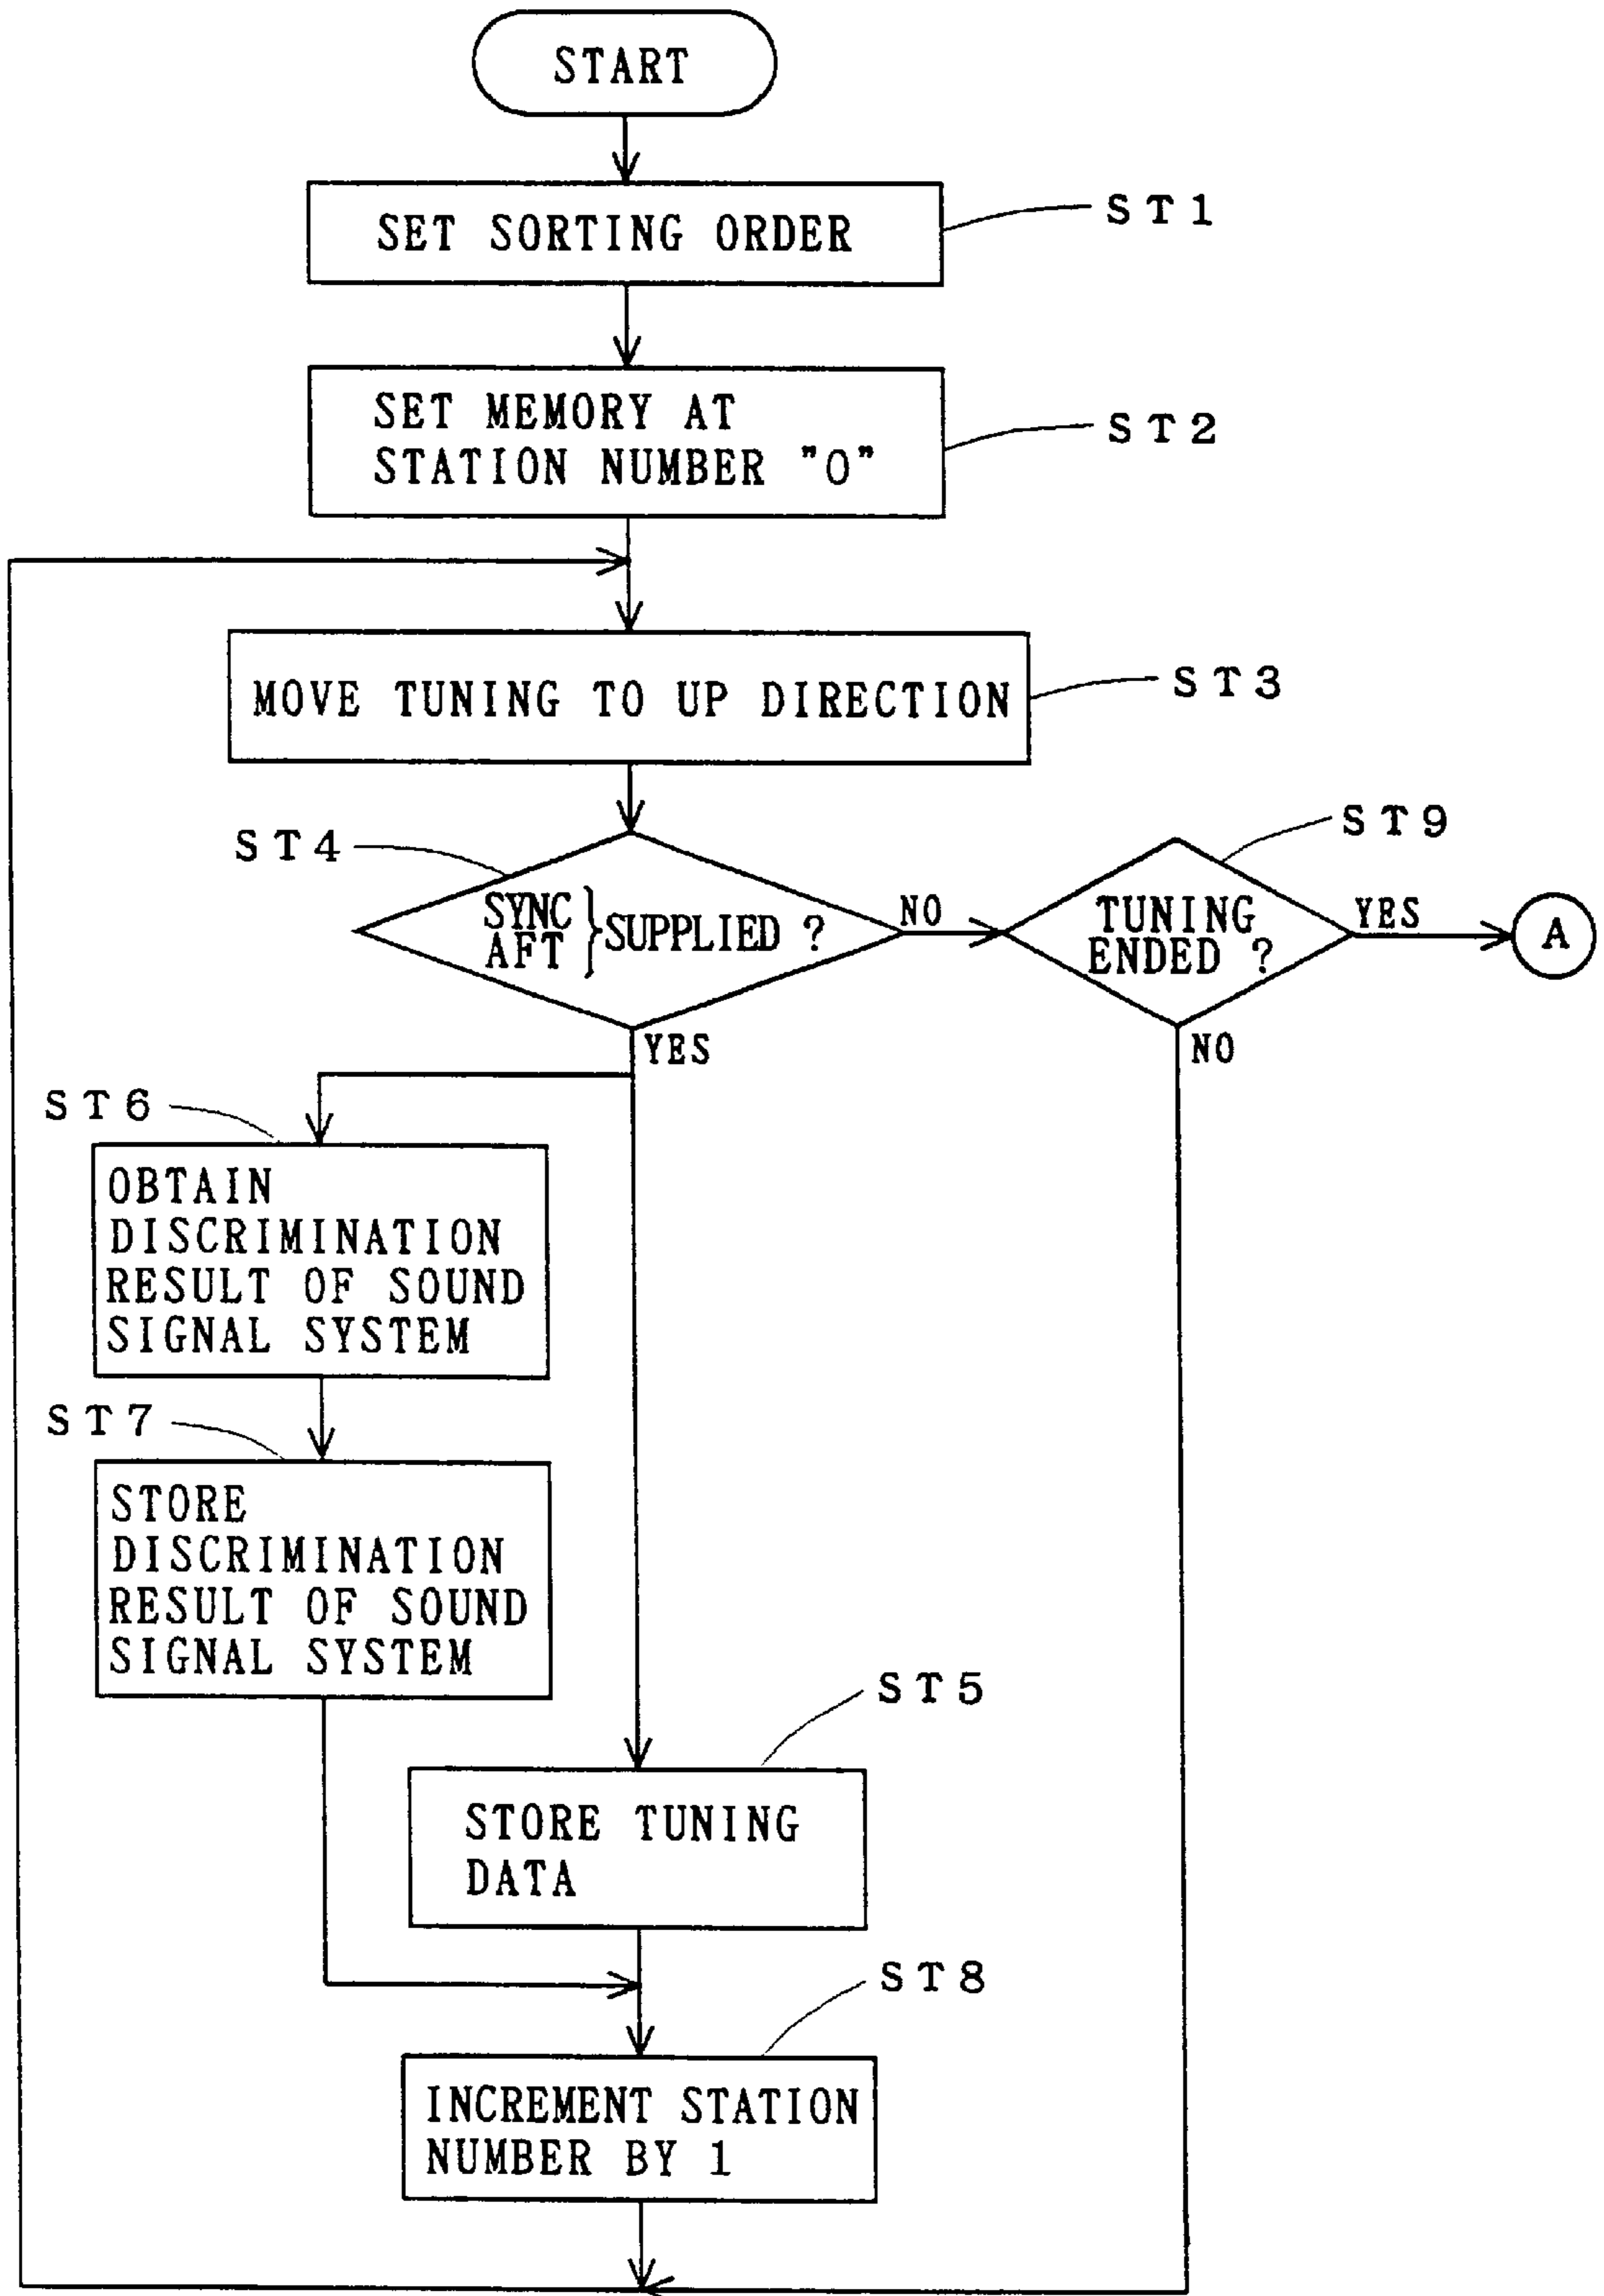 START
SET SORTING ORDER
ST1
SET MEMORY AT
STATION NUMBER "0"
ST2
MOVE TUNING TO UP DIRECTION
ST3
ST4
SYNC
AFT
} SUPPLIED ?
NO
YES
ST9
TUNING
ENDED ?
YES
A
NO
ST6
OBTAIN
DISCRIMINATION
RESULT OF SOUND
SIGNAL SYSTEM
ST7
STORE
DISCRIMINATION
RESULT OF SOUND
SIGNAL SYSTEM
ST5
STORE TUNING
DATA
ST8
INCREMENT STATION
NUMBER BY 1